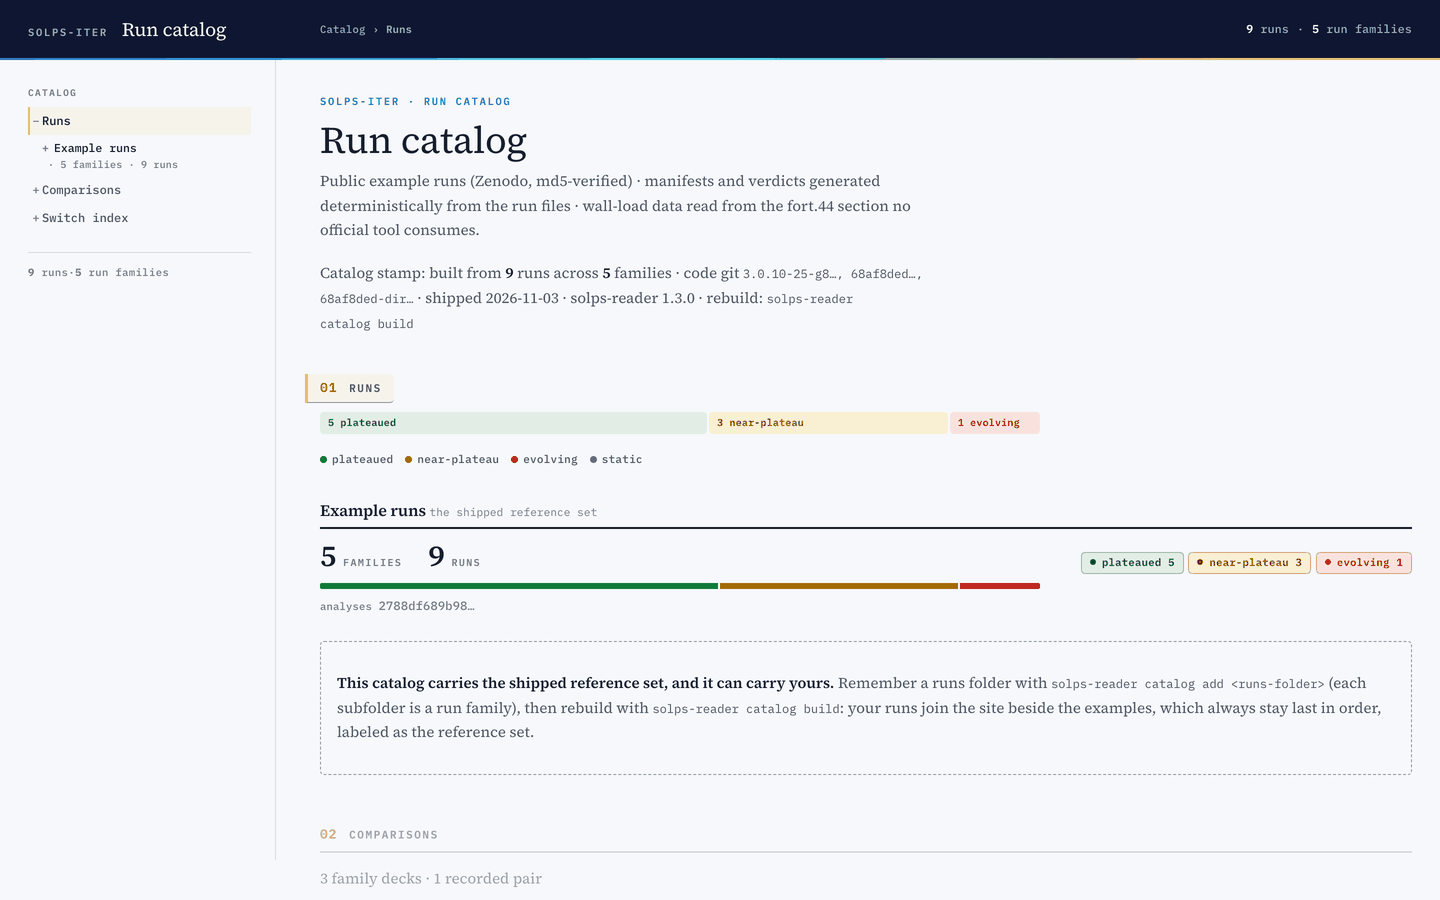 SOLPS-ITER Run catalog
Catalog › Runs
9 runs · 5 run families
CATALOG
− Runs
+ Example runs
· 5 families · 9 runs
+ Comparisons
+ Switch index
9 runs·5 run families
SOLPS-ITER · RUN CATALOG
Run catalog
Public example runs (Zenodo, md5-verified) · manifests and verdicts generated
deterministically from the run files · wall-load data read from the fort.44 section no
official tool consumes.
Catalog stamp: built from 9 runs across 5 families · code git 3.0.10-25-g8…, 68af8ded…,
68af8ded-dir… · shipped 2026-11-03 · solps-reader 1.3.0 · rebuild: solps-reader
catalog build
01 RUNS
5 plateaued
3 near-plateau
1 evolving
plateaued near-plateau evolving static
Example runs the shipped reference set
5 FAMILIES 9 RUNS
plateaued 5
near-plateau 3
evolving 1
analyses 2788df689b98…
This catalog carries the shipped reference set, and it can carry yours. Remember a runs folder with solps-reader catalog add <runs-folder> (each
subfolder is a run family), then rebuild with solps-reader catalog build: your runs join the site beside the examples, which always stay last in order,
labeled as the reference set.
02 COMPARISONS
3 family decks · 1 recorded pair